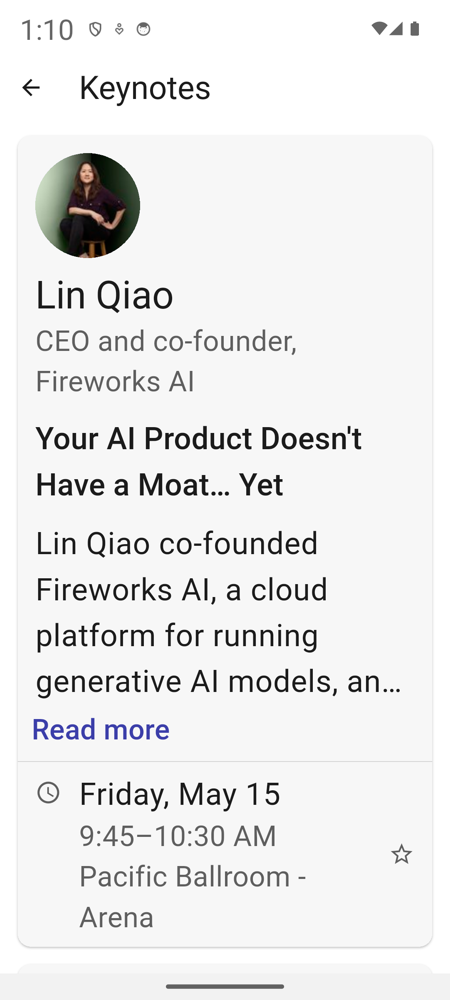 1:10
Keynotes
Lin Qiao
CEO and co-founder,
Fireworks AI
Your AI Product Doesn't
Have a Moat... Yet
Lin Qiao co-founded
Fireworks AI, a cloud
platform for running
generative AI models, an...
Read more
Friday, May 15
9:45–10:30 AM
Pacific Ballroom -
Arena